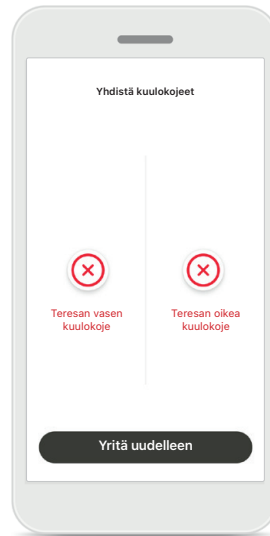 Yhdistä kuulokojeet
Teresan vasen
kuulokoje
Teresan oikea
kuulokoje
Yritä uudelleen